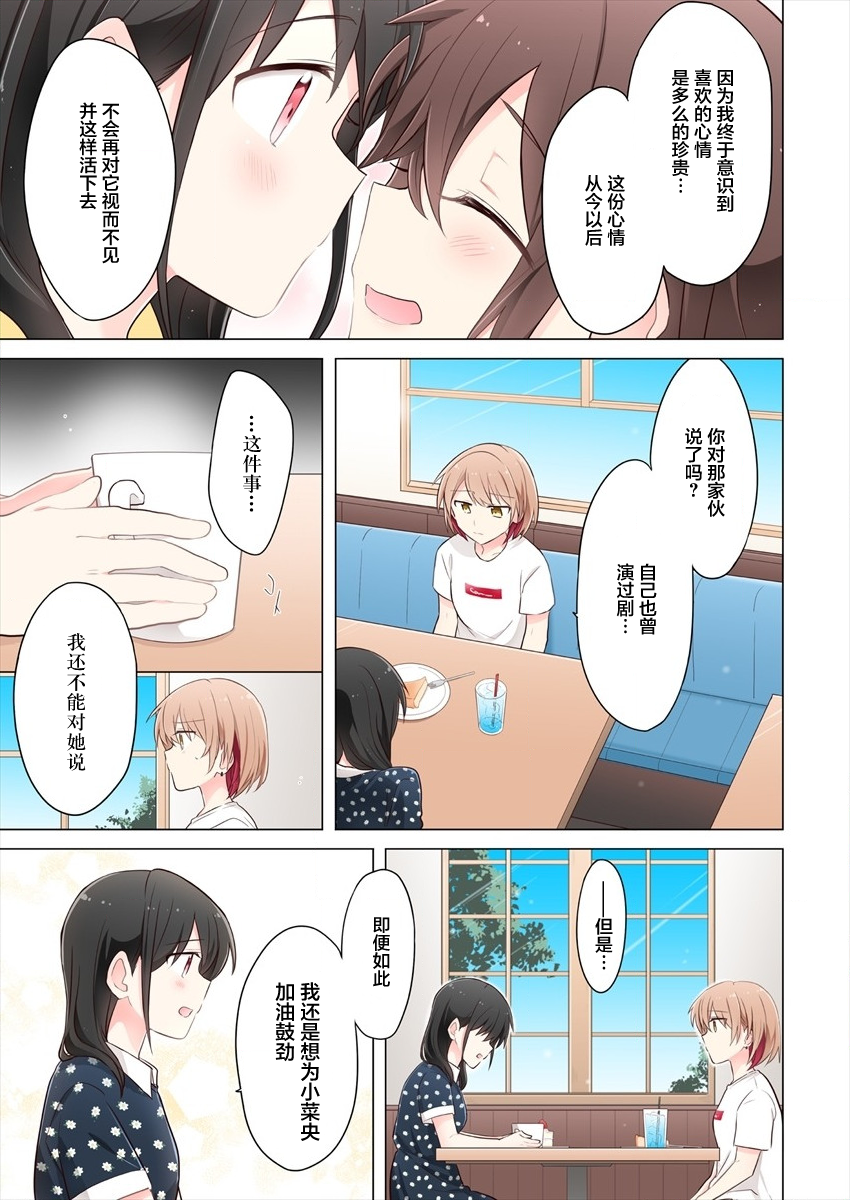 因为我终于意识到
喜欢的心情
是多么的珍贵…
这份心情
从今以后
不会再对它视而不见
并这样活下去
你对那家伙
说了吗?
自己也曾
演过剧…
…这件事…
我还不能对她说
——但是…
即便如此
我还是想为小菜央
加油鼓劲